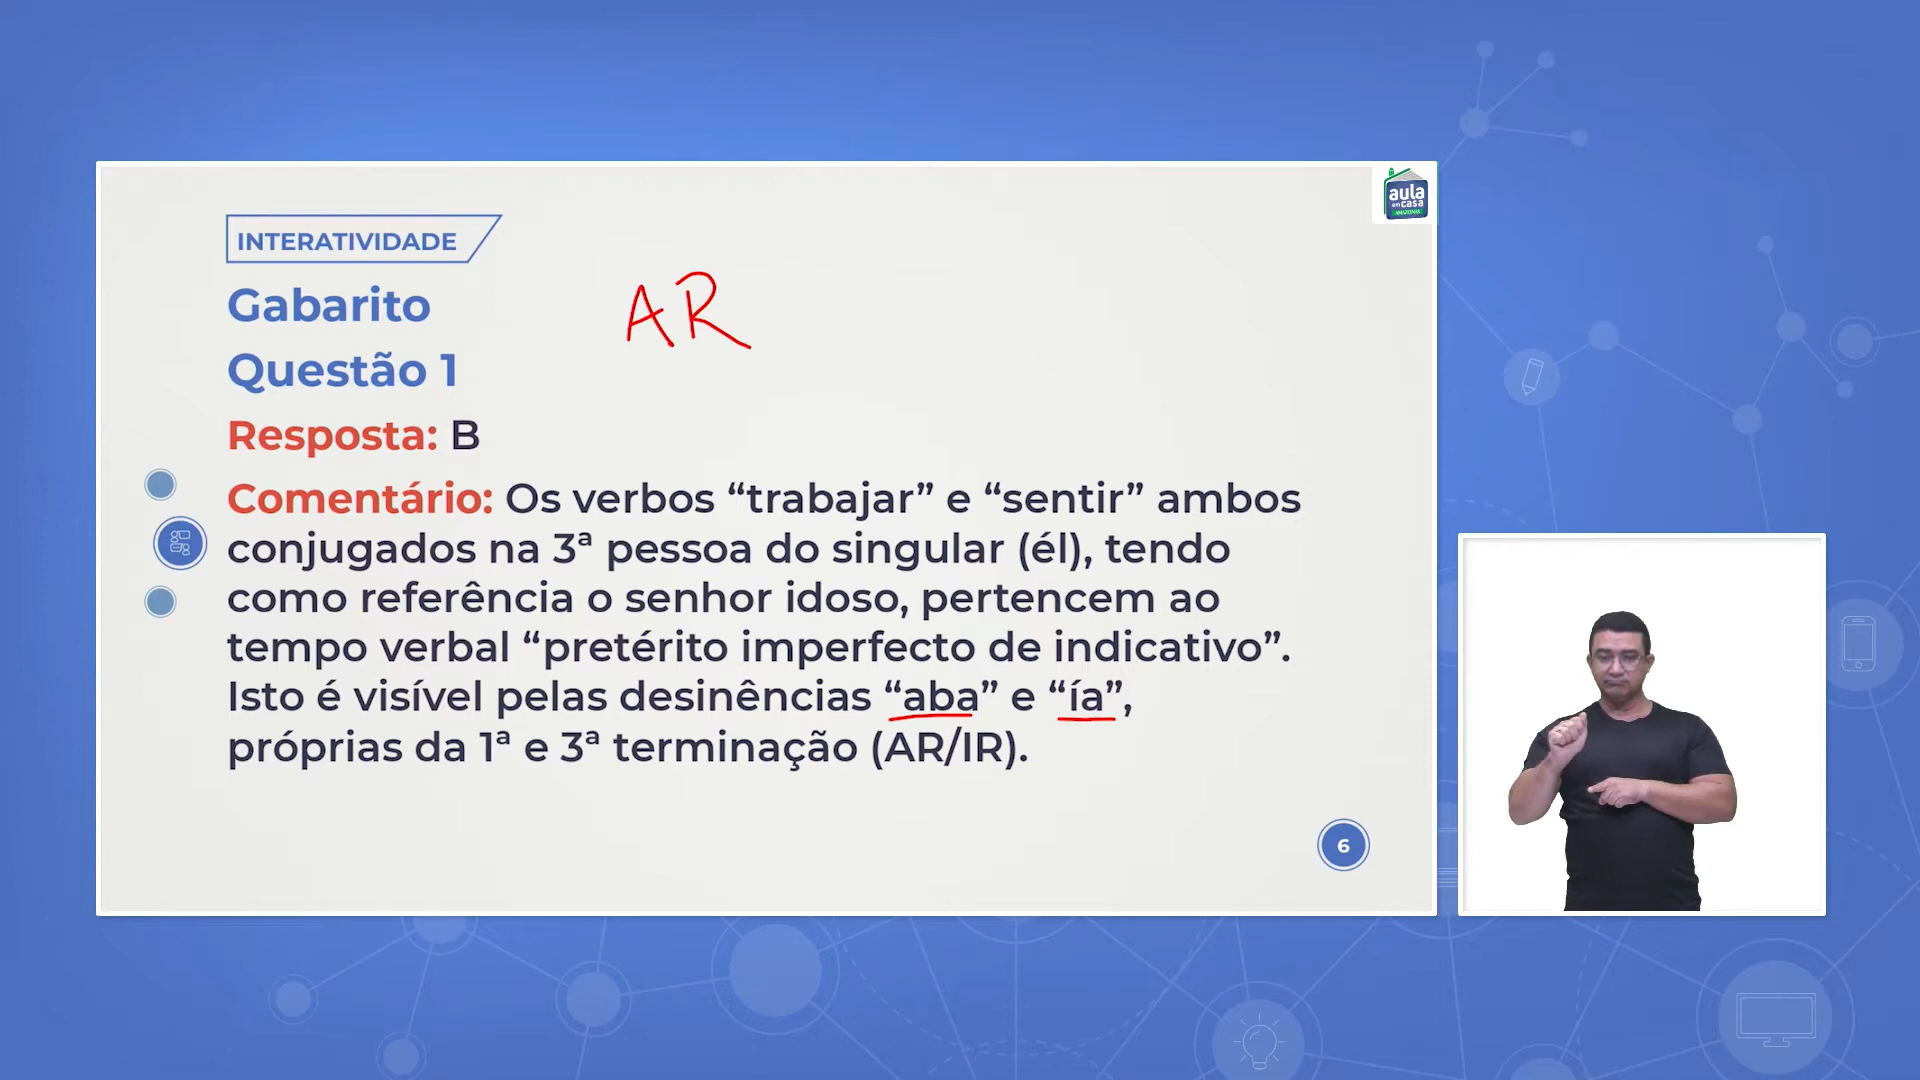 aula
em casa
AMAZONAS
INTERATIVIDADE
Gabarito
AR
Questão 1
Resposta: B
Comentário: Os verbos “trabajar” e “sentir” ambos
conjugados na 3ª pessoa do singular (él), tendo
como referência o senhor idoso, pertencem ao
tempo verbal “pretérito imperfecto de indicativo”.
Isto é visível pelas desinências “aba” e “ía”,
próprias da 1ª e 3ª terminação (AR/IR).
6